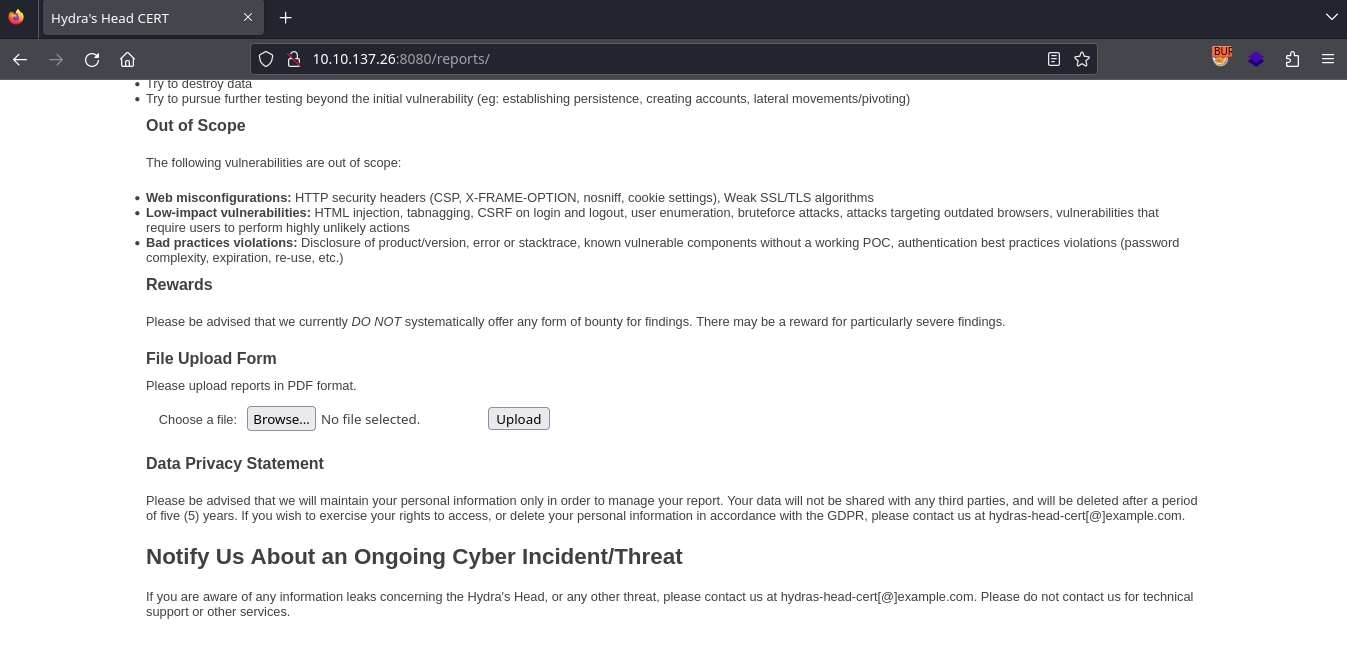 Hydra's Head CERT
10.10.137.26:8080/reports/
BUR
Try to destroy data
Try to pursue further testing beyond the initial vulnerability (eg: establishing persistence, creating accounts, lateral movements/pivoting)
Out of Scope
The following vulnerabilities are out of scope:
Web misconfigurations: HTTP security headers (CSP, X-FRAME-OPTION, nosniff, cookie settings), Weak SSL/TLS algorithms
Low-impact vulnerabilities: HTML injection, tabnagging, CSRF on login and logout, user enumeration, bruteforce attacks, attacks targeting outdated browsers, vulnerabilities that
require users to perform highly unlikely actions
Bad practices violations: Disclosure of product/version, error or stacktrace, known vulnerable components without a working POC, authentication best practices violations (password
complexity, expiration, re-use, etc.)
Rewards
Please be advised that we currently DO NOT systematically offer any form of bounty for findings. There may be a reward for particularly severe findings.
File Upload Form
Please upload reports in PDF format.
Choose a file: Browse... No file selected. Upload
Data Privacy Statement
Please be advised that we will maintain your personal information only in order to manage your report. Your data will not be shared with any third parties, and will be deleted after a period
of five (5) years. If you wish to exercise your rights to access, or delete your personal information in accordance with the GDPR, please contact us at hydras-head-cert[@]example.com.
Notify Us About an Ongoing Cyber Incident/Threat
If you are aware of any information leaks concerning the Hydra's Head, or any other threat, please contact us at hydras-head-cert[@]example.com. Please do not contact us for technical
support or other services.